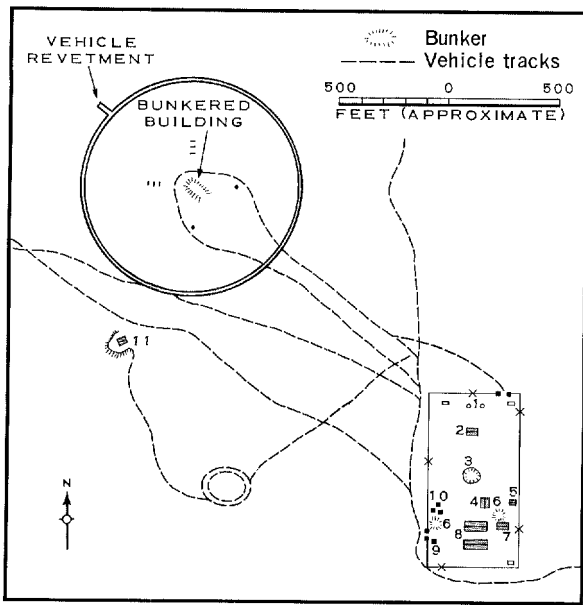 VEHICLE
REVETMENT
BUNKERED
BUILDING
Bunker
Vehicle tracks
500 0 500
FEET (APPROXIMATE)
11
N
1
2
3
4 6 5
10
6
8 7
9